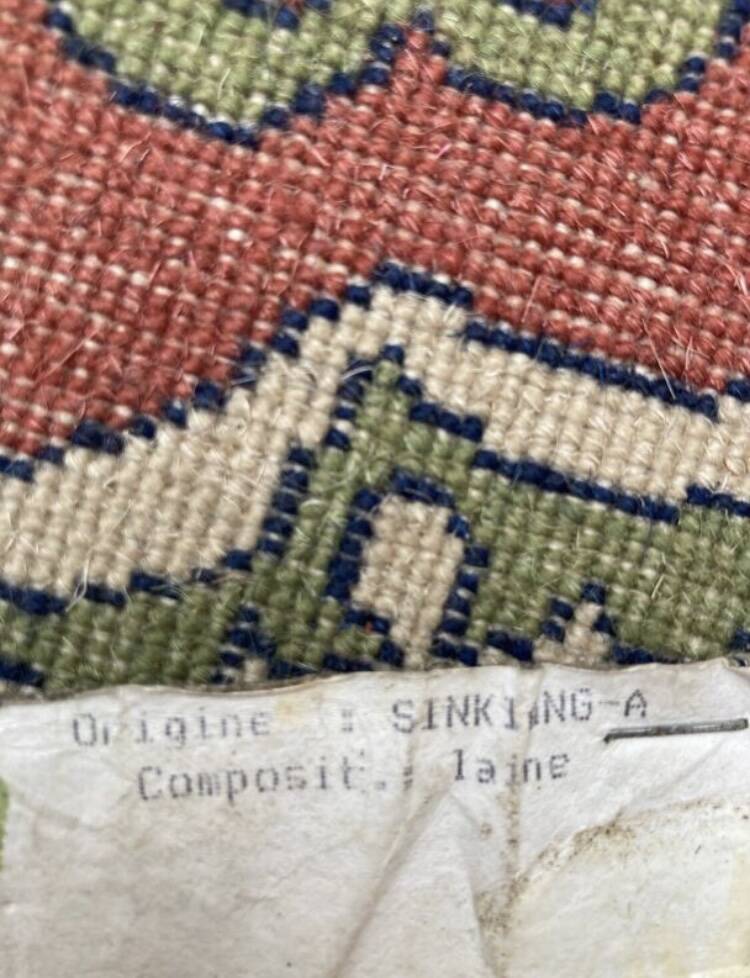 Origine : SINKIANG-A
Composit.: laine